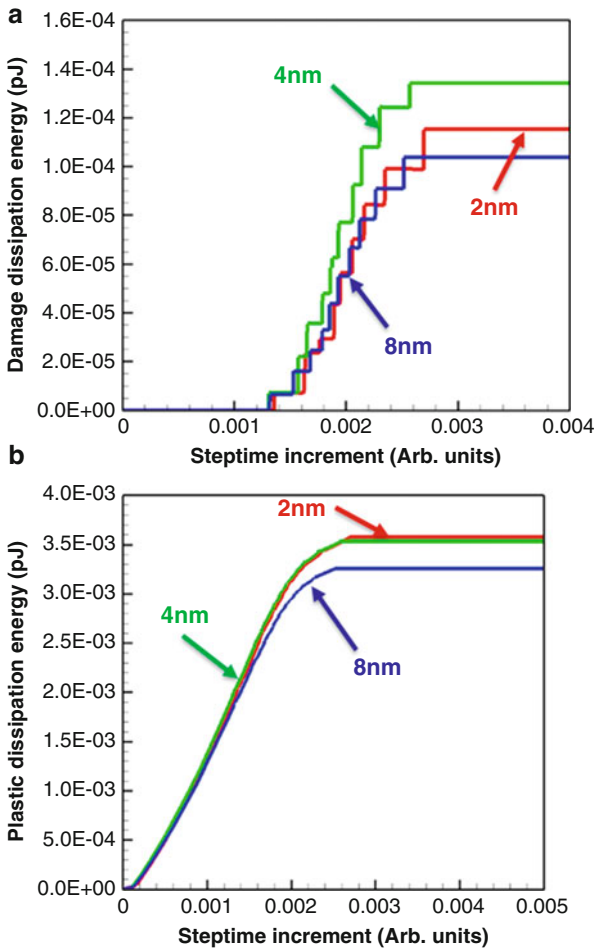 a
Damage dissipation energy (pJ)
1.6E-04
1.4E-04
1.2E-04
1.0E-04
8.0E-05
6.0E-05
4.0E-05
2.0E-05
0.0E+00
4nm
2nm
8nm
0 0.001 0.002 0.003 0.004
Steptime increment (Arb. units)
b
Plastic dissipation energy (pJ)
4.0E-03
3.5E-03
3.0E-03
2.5E-03
2.0E-03
1.5E-03
1.0E-03
5.0E-04
0.0E+00
2nm
4nm
8nm
0 0.001 0.002 0.003 0.004 0.005
Steptime increment (Arb. units)